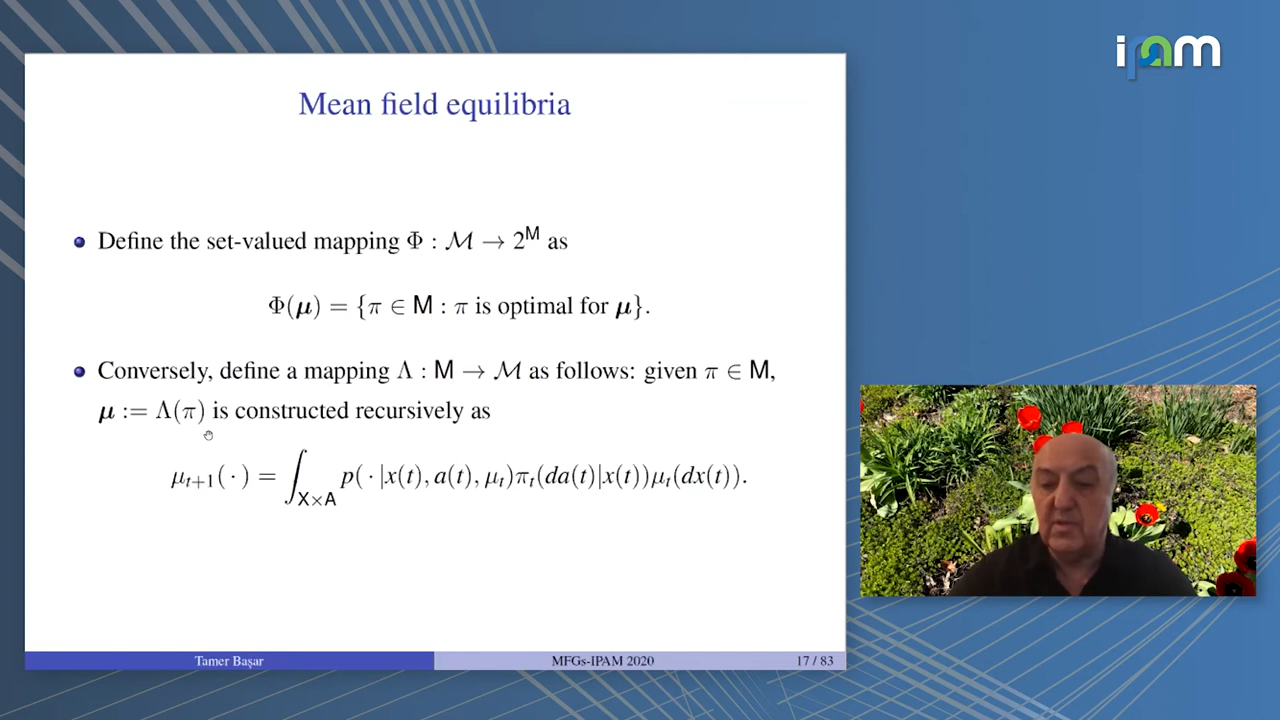 ipam
Mean field equilibria
Define the set-valued mapping Φ : ℳ → 2^M as
Φ(μ) = {π ∈ M : π is optimal for μ}.
Conversely, define a mapping Λ : M → ℳ as follows: given π ∈ M,
μ := Λ(π) is constructed recursively as
μ_{t+1}( · ) = ∫_{X×A} p( · |x(t), a(t), μ_t)π_t(da(t)|x(t))μ_t(dx(t)).
Tamer Başar MFGs-IPAM 2020 17 / 83